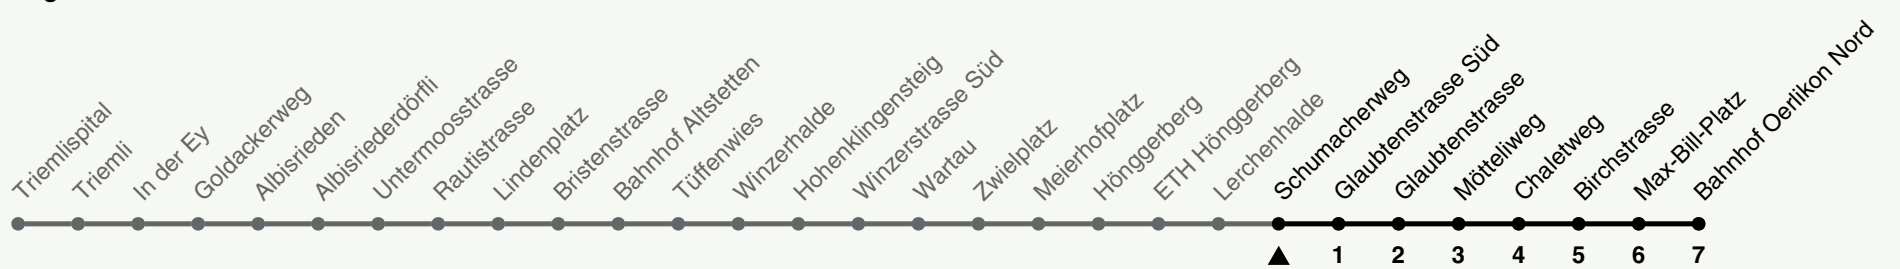 Triemlispital
Triemli
In der Ey
Goldackerweg
Albisrieden
Albisriederdörfli
Untermoosstrasse
Rautistrasse
Lindenplatz
Bristenstrasse
Bahnhof Altstetten
Tüffenwies
Winzerhalde
Hohenklingensteig
Winzerstrasse Süd
Wartau
Zwielplatz
Meierhofplatz
Hönggerberg
ETH Hönggerberg
Lerchenhalde
Schumacherweg
Glaubtenstrasse Süd
Glaubtenstrasse
Mötteliweg
Chaletweg
Birchstrasse
Max-Bill-Platz
Bahnhof Oerlikon Nord
1 2 3 4 5 6 7